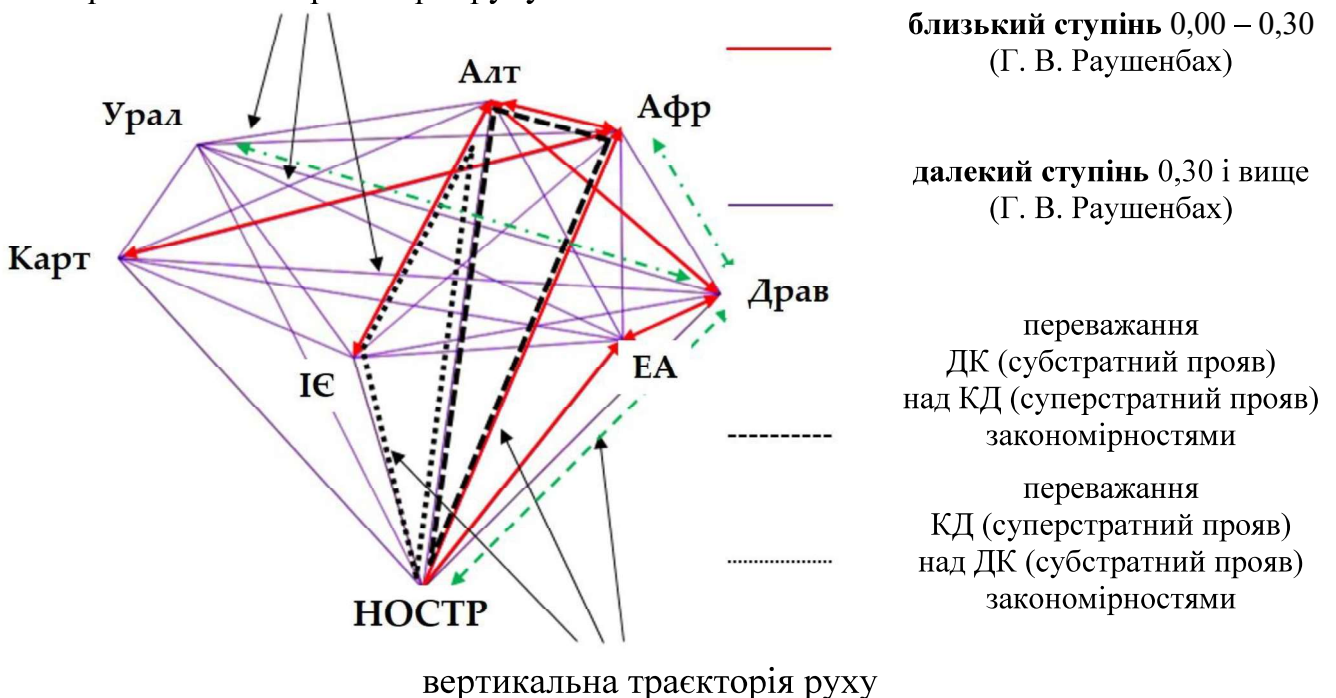 близький ступінь 0,00 – 0,30
(Г. В. Раушенбах)
Алт
Афр
Урал
далекий ступінь 0,30 і вище
(Г. В. Раушенбах)
Карт
Драв
переважання
ДК (субстратний прояв)
над КД (суперстратний прояв)
закономірностями
ЕА
ІЄ
переважання
КД (суперстратний прояв)
над ДК (субстратний прояв)
закономірностями
НОСТР
вертикальна траєкторія руху